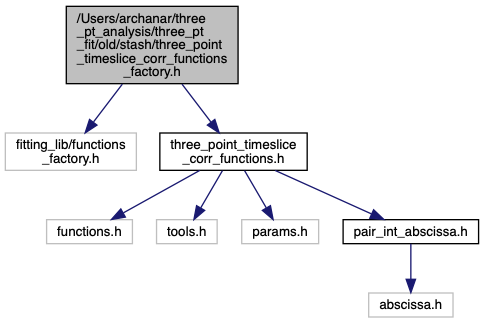 /Users/archanar/three
_pt_analysis/three_pt
_fit/old/stash/three_point
_timeslice_corr_functions
_factory.h
fitting_lib/functions
_factory.h
three_point_timeslice
_corr_functions.h
functions.h
tools.h
params.h
pair_int_abscissa.h
abscissa.h